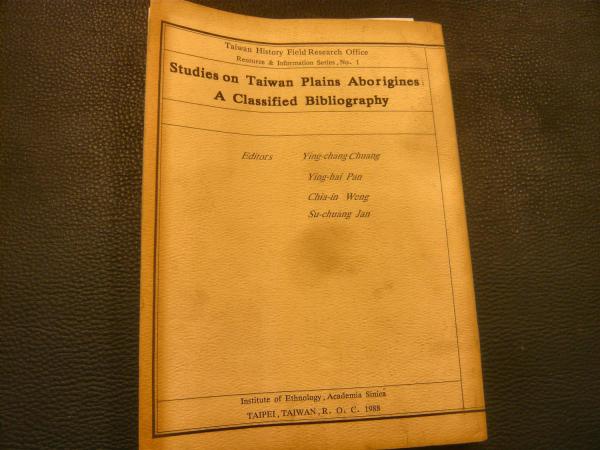 Taiwan History Field Research Office
Resource & Information Series, No. 1
Studies on Taiwan Plains Aborigines:
A Classified Bibliography
Editors Ying-chang Chuang
Ying-hai Pan
Chia-in Weng
Su-chuang Jan
Institute of Ethnology, Academia Sinica
TAIPEI, TAIWAN, R. O. C. 1988